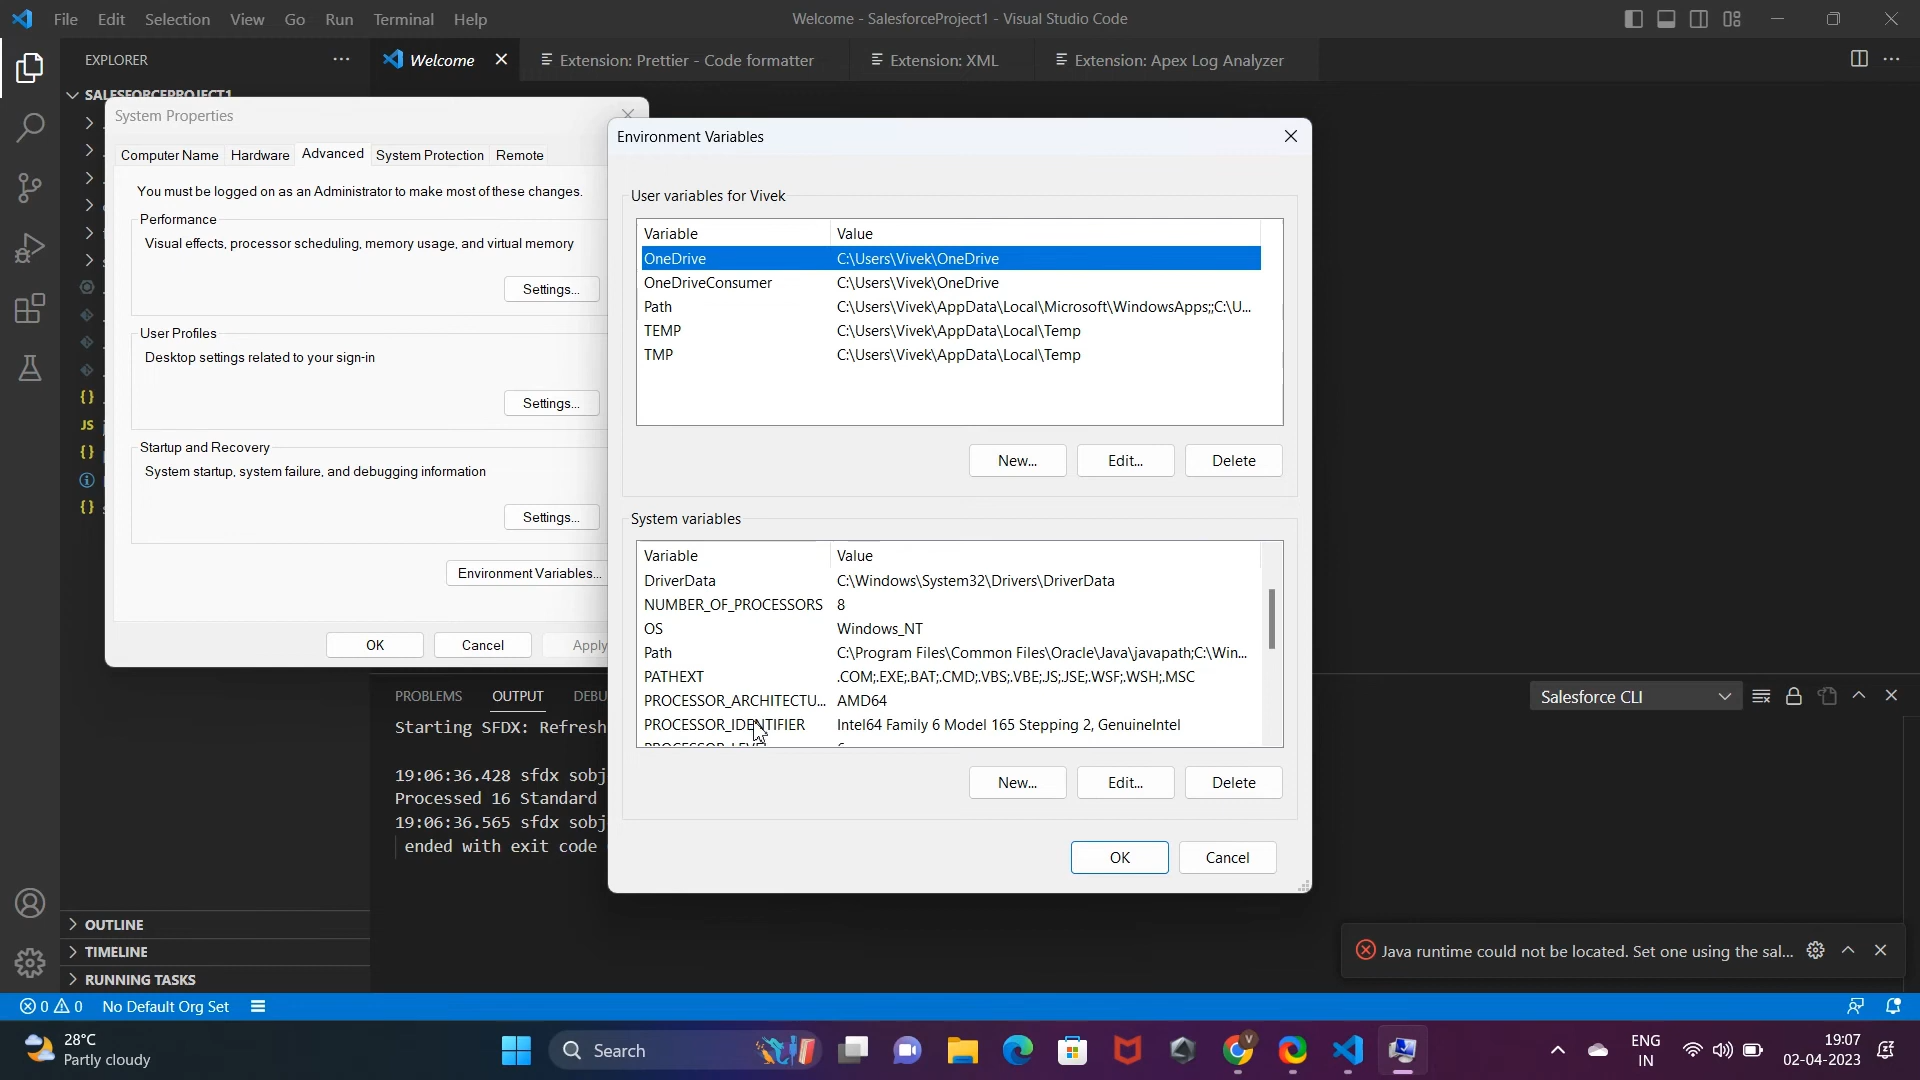 File Edit Selection View Go Run Terminal Help
Welcome - SalesforceProject1 - Visual Studio Code
EXPLORER
Welcome
Extension: Prettier - Code formatter
Extension: XML
Extension: Apex Log Analyzer
SALESFORCEPROJECT1
System Properties
Computer Name Hardware Advanced System Protection Remote
You must be logged on as an Administrator to make most of these changes.
Performance
Visual effects, processor scheduling, memory usage, and virtual memory
Settings...
User Profiles
Desktop settings related to your sign-in
Settings...
Startup and Recovery
System startup, system failure, and debugging information
Settings...
Environment Variables...
OK Cancel Apply
Environment Variables
User variables for Vivek
Variable Value
OneDrive C:\Users\Vivek\OneDrive
OneDriveConsumer C:\Users\Vivek\OneDrive
Path C:\Users\Vivek\AppData\Local\Microsoft\WindowsApps;;C:\U...
TEMP C:\Users\Vivek\AppData\Local\Temp
TMP C:\Users\Vivek\AppData\Local\Temp
New... Edit... Delete
System variables
Variable Value
DriverData C:\Windows\System32\Drivers\DriverData
NUMBER_OF_PROCESSORS 8
OS Windows_NT
Path C:\Program Files\Common Files\Oracle\Java\javapath;C:\Win...
PATHEXT .COM;.EXE;.BAT;.CMD;.VBS;.VBE;.JS;.JSE;.WSF;.WSH;.MSC
PROCESSOR_ARCHITECTU... AMD64
PROCESSOR_IDENTIFIER Intel64 Family 6 Model 165 Stepping 2, GenuineIntel
New... Edit... Delete
OK Cancel
PROBLEMS OUTPUT DEBU
Salesforce CLI
Starting SFDX: Refresh
19:06:36.428 sfdx sobj
Processed 16 Standard
19:06:36.565 sfdx sobj
ended with exit code
OUTLINE
TIMELINE
RUNNING TASKS
Java runtime could not be located. Set one using the sal...
0 0 No Default Org Set
28°C
Partly cloudy
Search
ENG
IN
19:07
02-04-2023